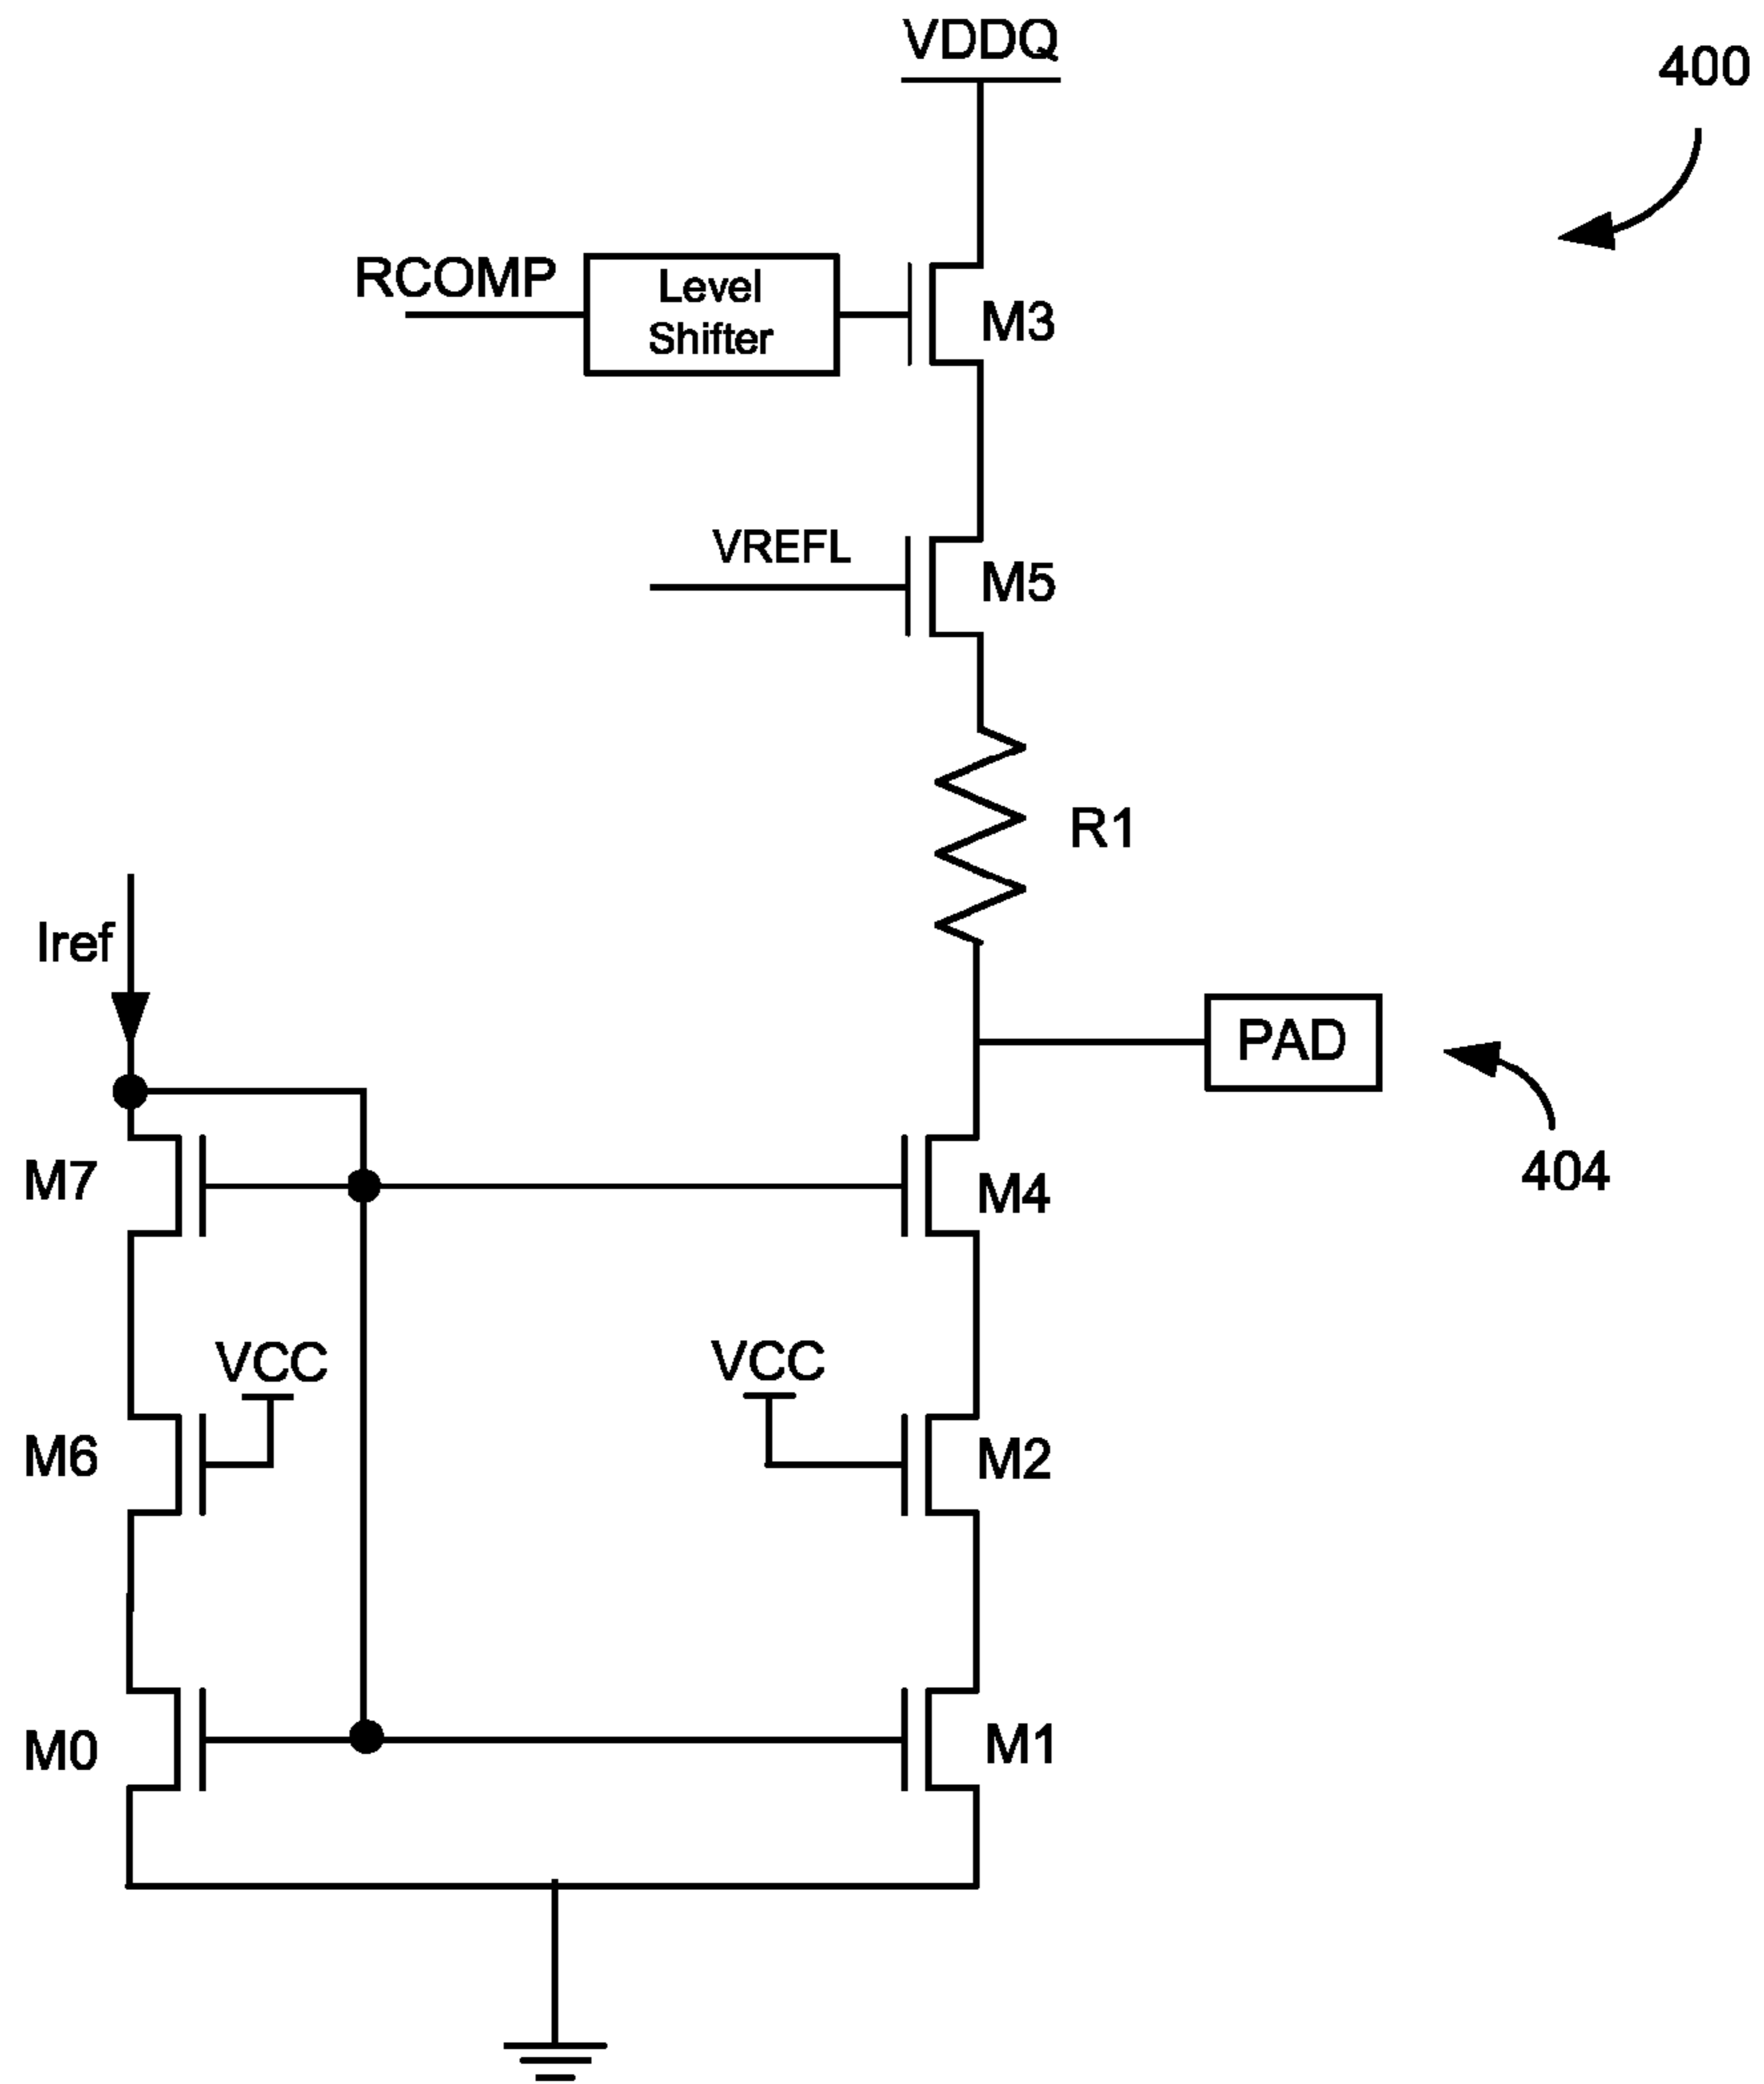 VDDQ
400
RCOMP
Level
Shifter
M3
VREFL
M5
R1
Iref
PAD
M7
M4
404
VCC
VCC
M6
M2
M0
M1